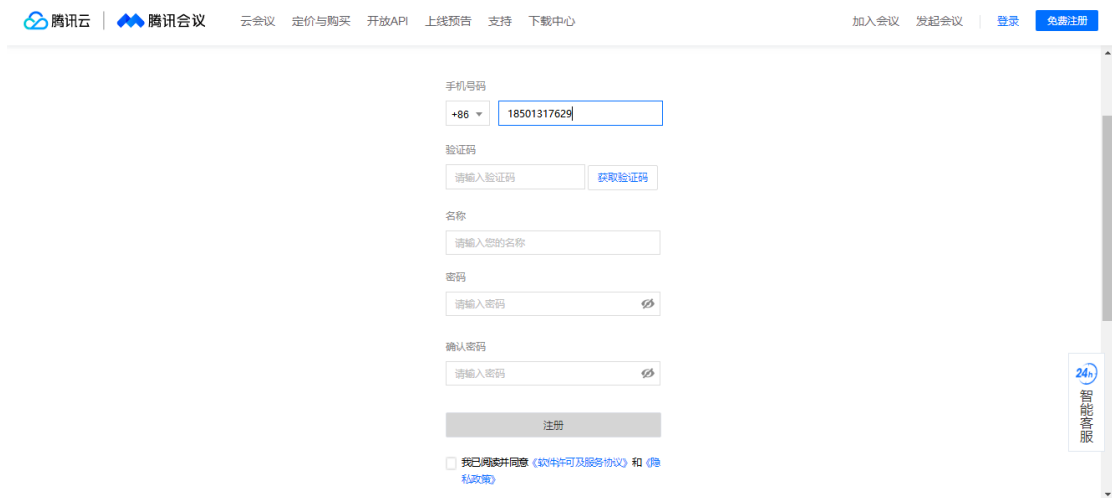 腾讯云 腾讯会议 云会议 定价与购买 开放API 上线预告 支持 下载中心 加入会议 发起会议 登录 免费注册
手机号码
+86 18501317629
验证码
请输入验证码 获取验证码
名称
请输入您的名称
密码
请输入密码
确认密码
请输入密码
24h
智能客服
注册
我已阅读并同意《软件许可及服务协议》和《隐
私政策》